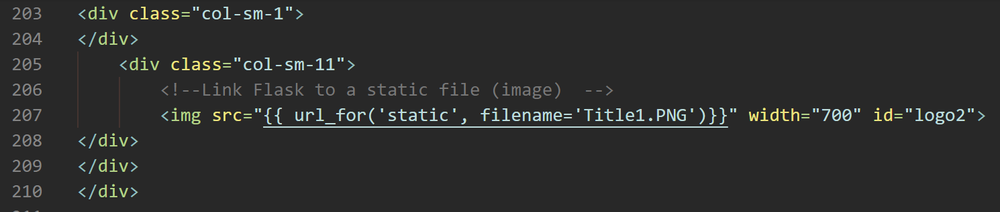 203 <div class="col-sm-1">
204 </div>
205 <div class="col-sm-11">
206 <!--Link Flask to a static file (image)  -->
207 <img src="{{ url_for('static', filename='Title1.PNG')}}" width="700" id="logo2">
208 </div>
209 </div>
210 </div>